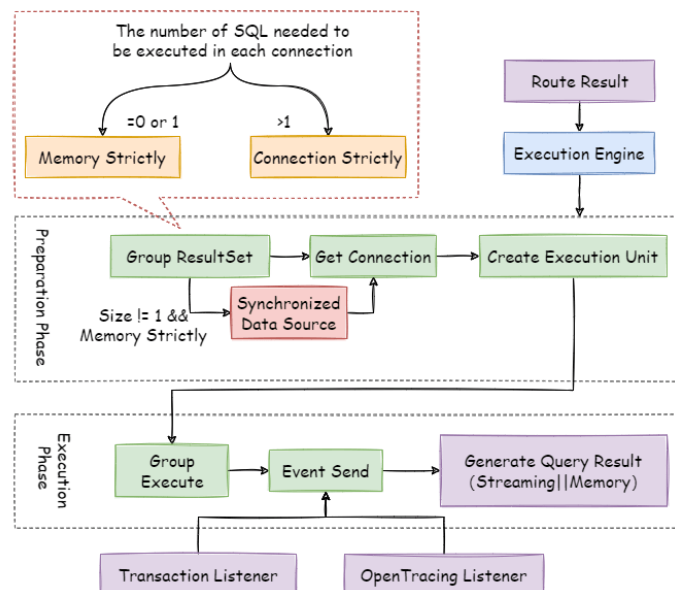 The number of SQL needed to
be executed in each connection
=0 or 1
>1
Memory Strictly
Connection Strictly
Route Result
Execution Engine
Preparation Phase
Group ResultSet
Get Connection
Create Execution Unit
Size != 1 &&
Memory Strictly
Synchronized
Data Source
Execution
Phase
Group
Execute
Event Send
Generate Query Result
(Streaming||Memory)
Transaction Listener
OpenTracing Listener